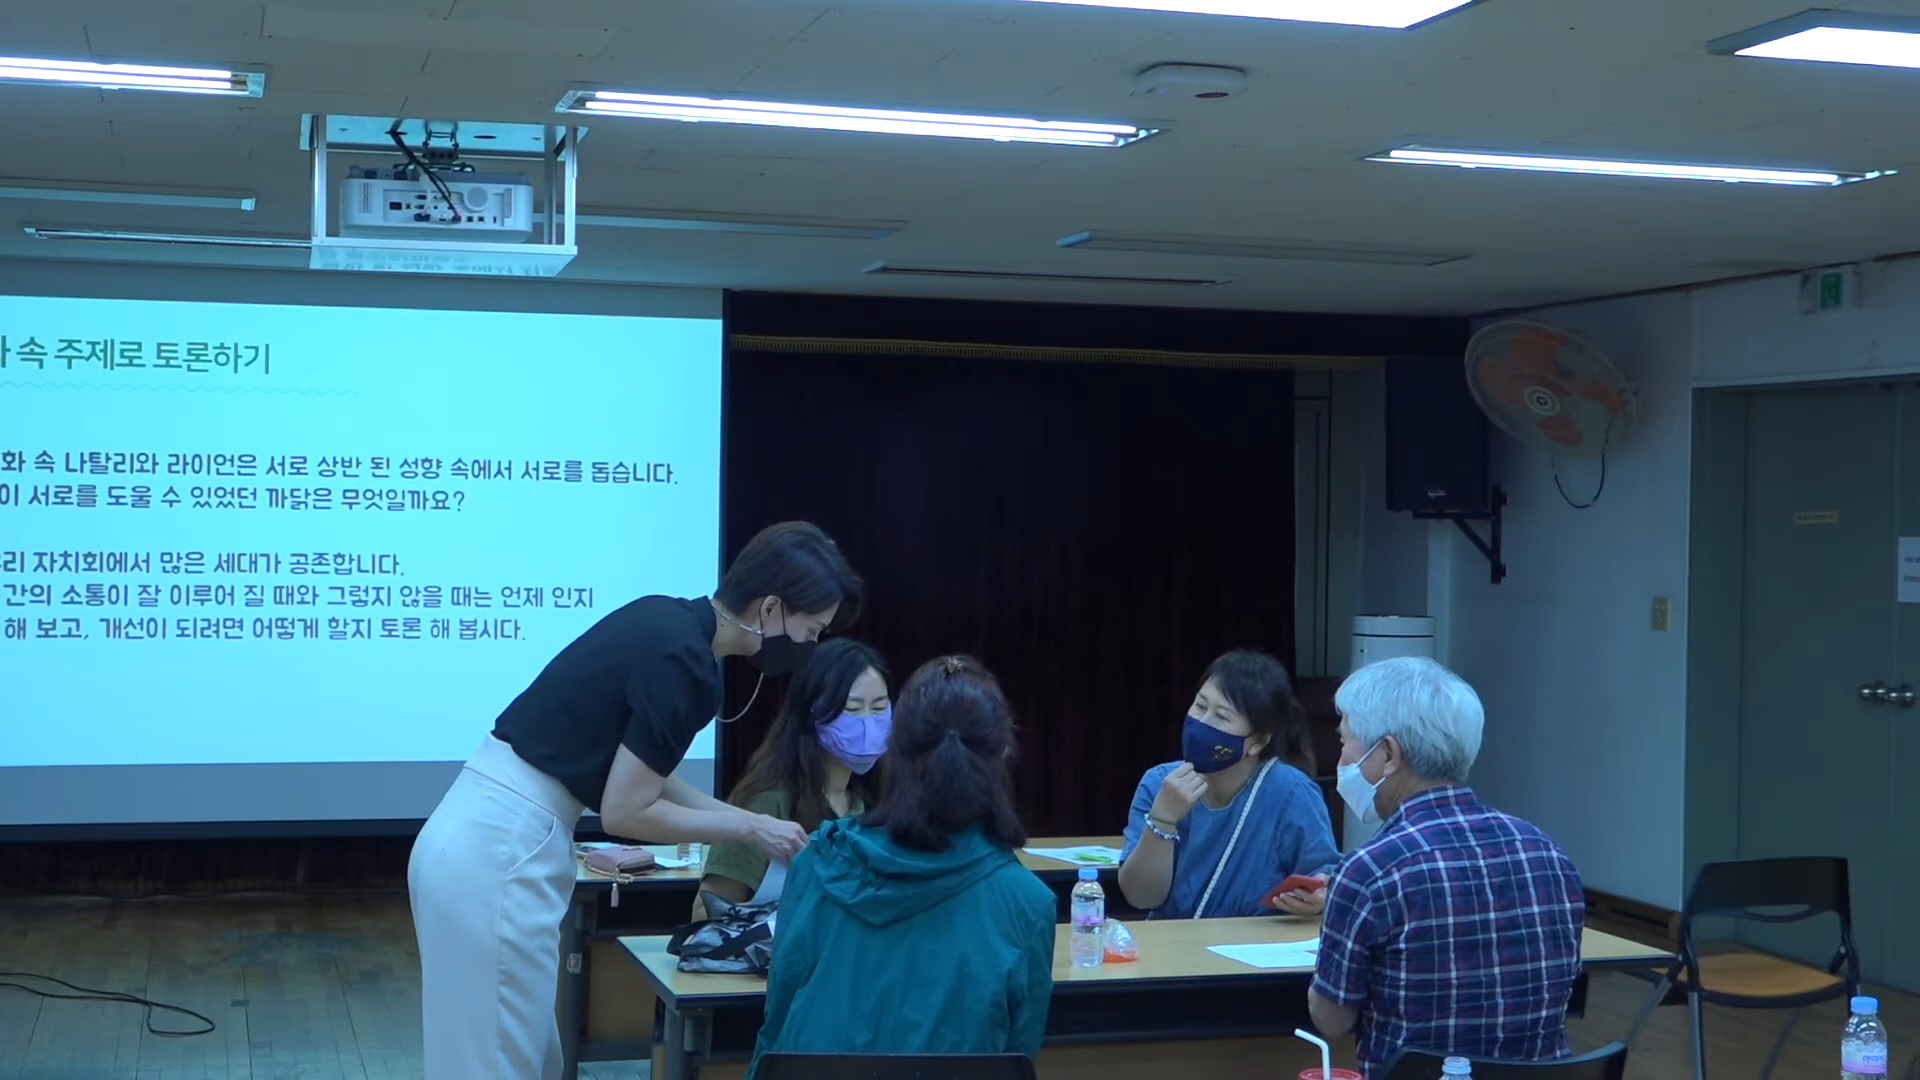 속 주제로 토론하기
화 속 나탈리와 라이언은 서로 상반 된 성향 속에서 서로를 돕습니다.
이 서로를 도울 수 있었던 까닭은 무엇일까요?
리 자치회에서 많은 세대가 공존합니다.
간의 소통이 잘 이루어 질 때와 그렇지 않을 때는 언제 인지
해 보고, 개선이 되려면 어떻게 할지 토론 해 봅시다.